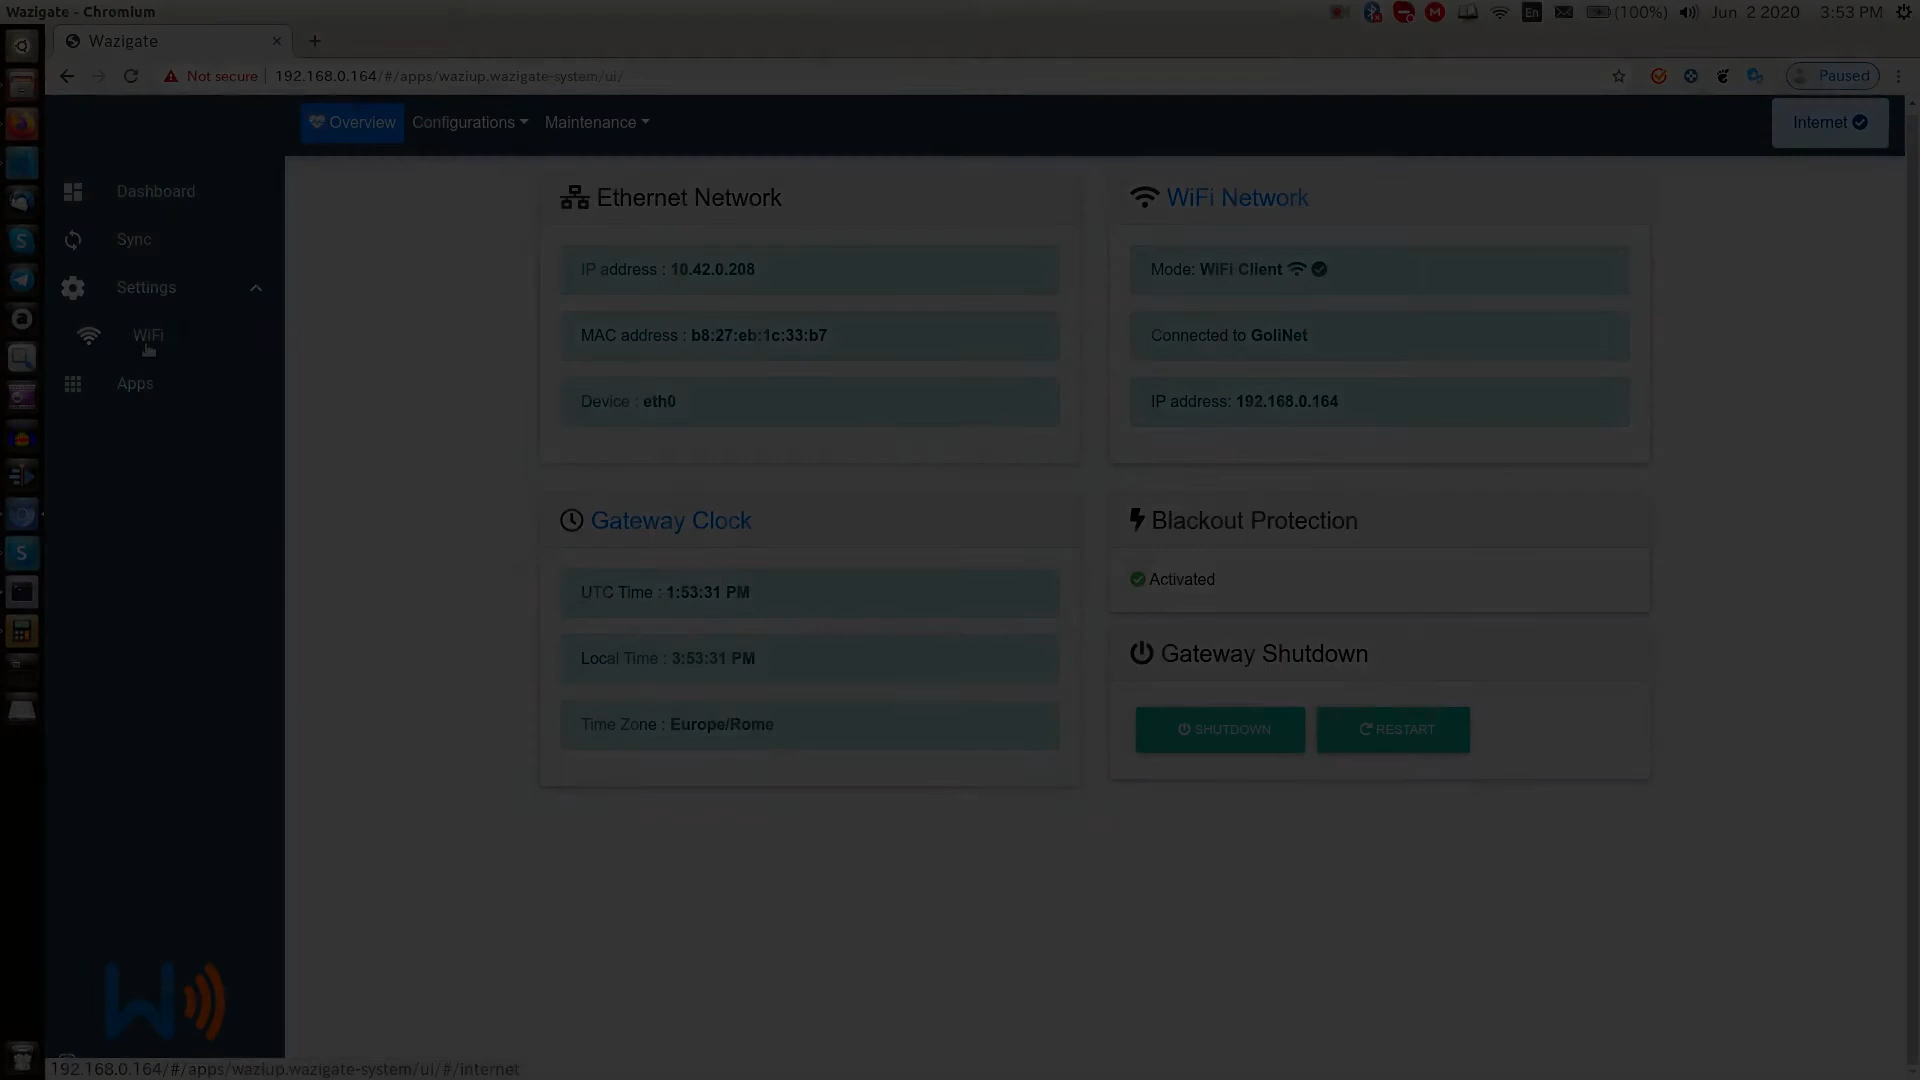 Wazigate - Chromium
En
(100%)
Jun 2 2020
3:53 PM
Wazigate
Not secure
192.168.0.164/#/apps/waziup.wazigate-system/ui/
Paused
Overview
Configurations
Maintenance
Internet
Dashboard
Sync
Settings
WiFi
Apps
Ethernet Network
IP address : 10.42.0.208
MAC address : b8:27:eb:1c:33:b7
Device : eth0
WiFi Network
Mode: WiFi Client
Connected to GoliNet
IP address: 192.168.0.164
Gateway Clock
UTC Time : 1:53:31 PM
Local Time : 3:53:31 PM
Time Zone : Europe/Rome
Blackout Protection
Activated
Gateway Shutdown
SHUTDOWN
RESTART
W
192.168.0.164/#/apps/waziup.wazigate-system/ui/#/internet